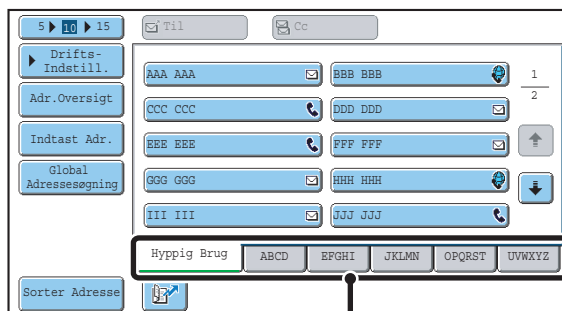 5 10 15
Til
Cc
Drifts-
Indstill.
Adr.Oversigt
Indtast Adr.
Global
Adressesøgning
Sorter Adresse
AAA AAA
BBB BBB
CCC CCC
DDD DDD
EEE EEE
FFF FFF
GGG GGG
HHH HHH
III III
JJJ JJJ
1
2
Hyppig Brug
ABCD
EFGHI
JKLMN
OPQRST
UVWXYZ